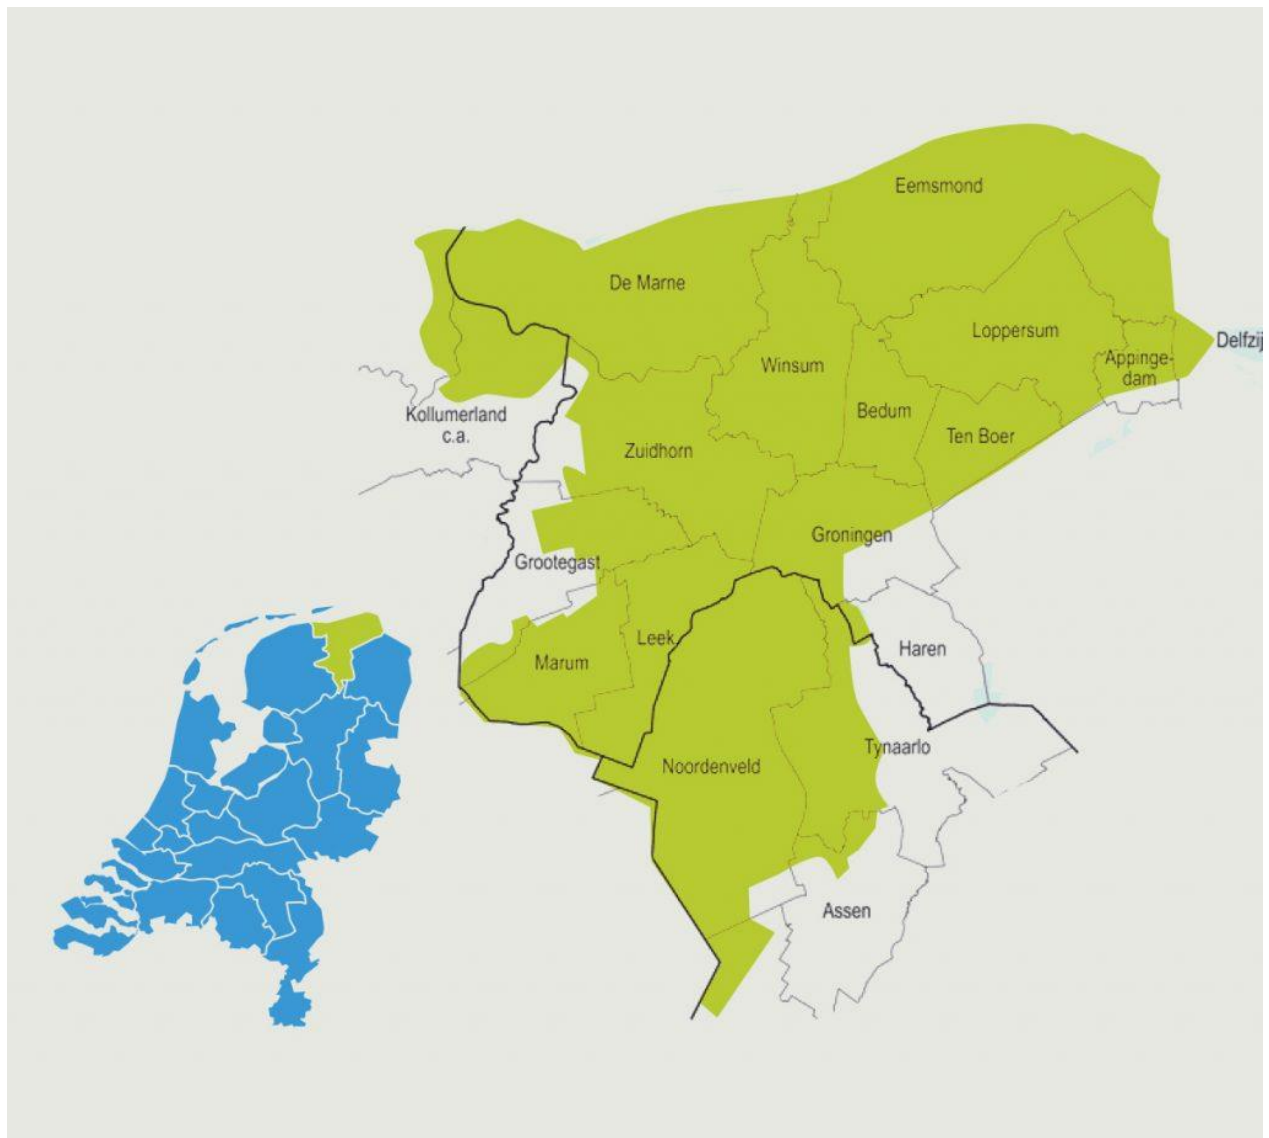 Eemsmond
De Marne
Loppersum
Delfzij
Winsum
Appinge-
dam
Bedum
Kollumerland
c.a.
Ten Boer
Zuidhorn
Groningen
Grootegast
Leek
Haren
Marum
Tynaarlo
Noordenveld
Assen